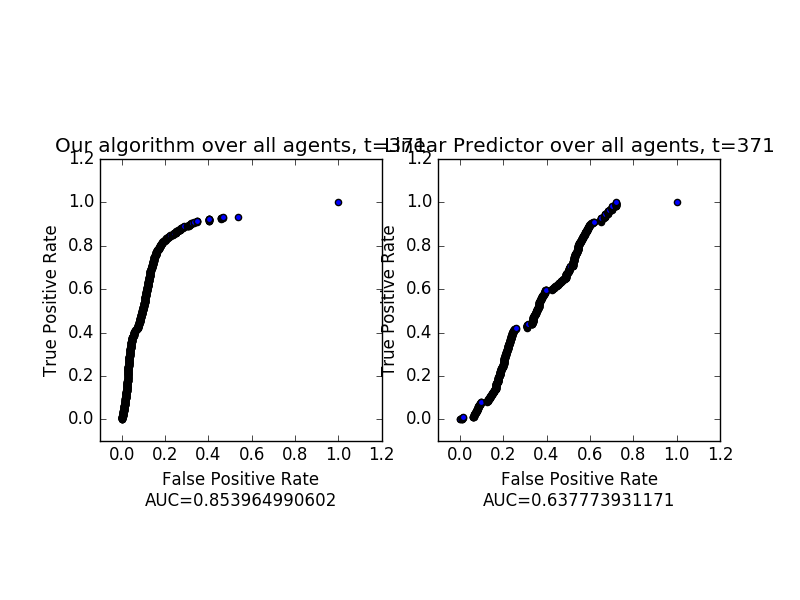 Our algorithm over all agents, t=371
Linear Predictor over all agents, t=371
1.2
1.0
0.8
0.6
0.4
0.2
0.0
True Positive Rate
0.0 0.2 0.4 0.6 0.8 1.0 1.2
False Positive Rate
AUC=0.853964990602
1.2
1.0
0.8
0.6
0.4
0.2
0.0
True Positive Rate
0.0 0.2 0.4 0.6 0.8 1.0 1.2
False Positive Rate
AUC=0.637773931171